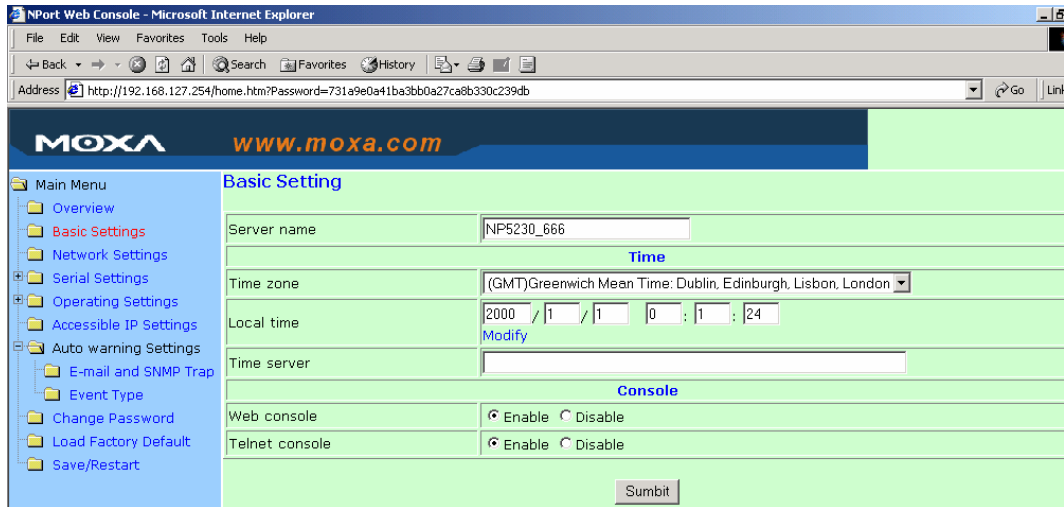 NPort Web Console - Microsoft Internet Explorer
File Edit View Favorites Tools Help
Back Search Favorites History
Address http://192.168.127.254/home.htm?Password=731a9e0a41ba3bb0a27ca8b330c239db Go Link
MOXA www.moxa.com
Main Menu
Overview
Basic Settings
Network Settings
Serial Settings
Operating Settings
Accessible IP Settings
Auto warning Settings
E-mail and SNMP Trap
Event Type
Change Password
Load Factory Default
Save/Restart
Basic Setting
Server name NP5230_666
Time
Time zone (GMT)Greenwich Mean Time: Dublin, Edinburgh, Lisbon, London
Local time 2000 / 1 / 1 0 : 1 : 24
Modify
Time server
Console
Web console Enable Disable
Telnet console Enable Disable
Sumbit